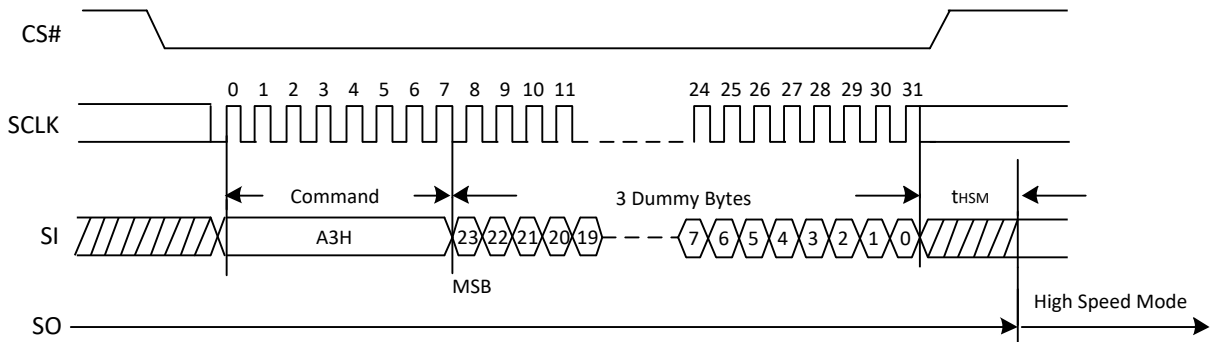 CS#
0 1 2 3 4 5 6 7 8 9 10 11 24 25 26 27 28 29 30 31
SCLK
Command 3 Dummy Bytes tHSM
SI A3H 23 22 21 20 19 7 6 5 4 3 2 1 0
MSB
High Speed Mode
SO